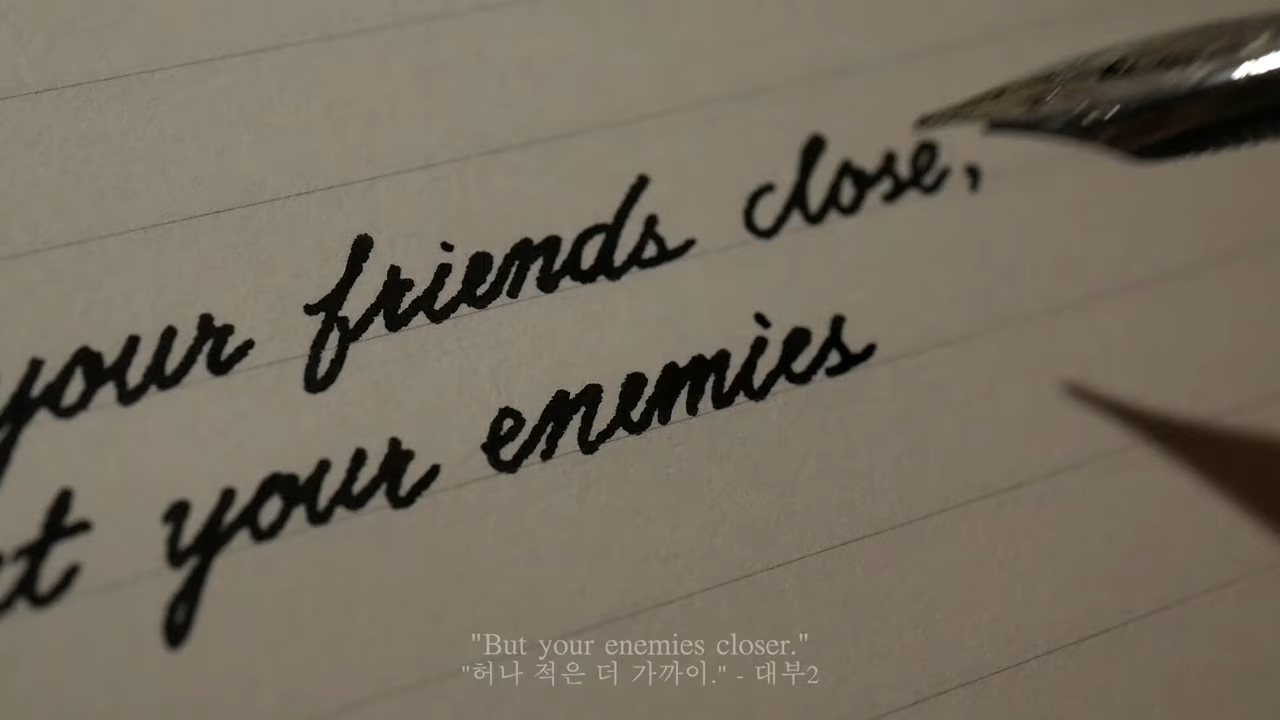 your friends close,
your enemies
"But your enemies closer."
"허나 적은 더 가까이." - 대부2